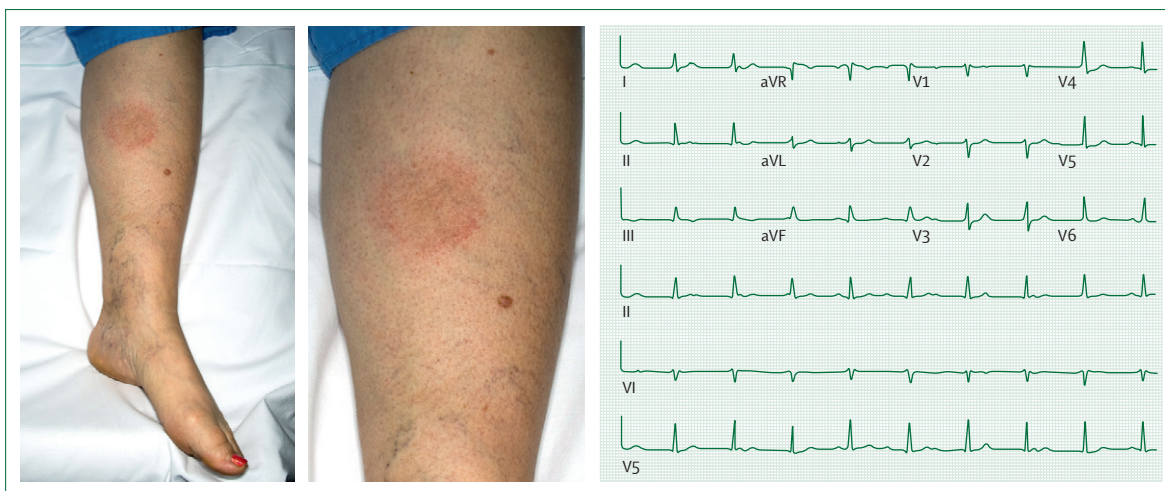 I aVR V1 V4
II aVL V2 V5
III aVF V3 V6
II
VI
V5